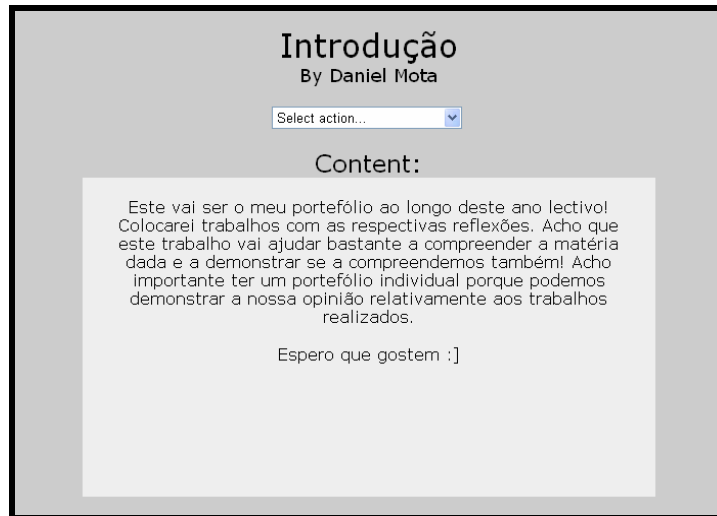 Introdução
By Daniel Mota
Select action...
Content:
Este vai ser o meu portefólio ao longo deste ano lectivo!
Colocarei trabalhos com as respectivas reflexões. Acho que
este trabalho vai ajudar bastante a compreender a matéria
dada e a demonstrar se a compreendemos também! Acho
importante ter um portefólio individual porque podemos
demonstrar a nossa opinião relativamente aos trabalhos
realizados.
Espero que gostem :]